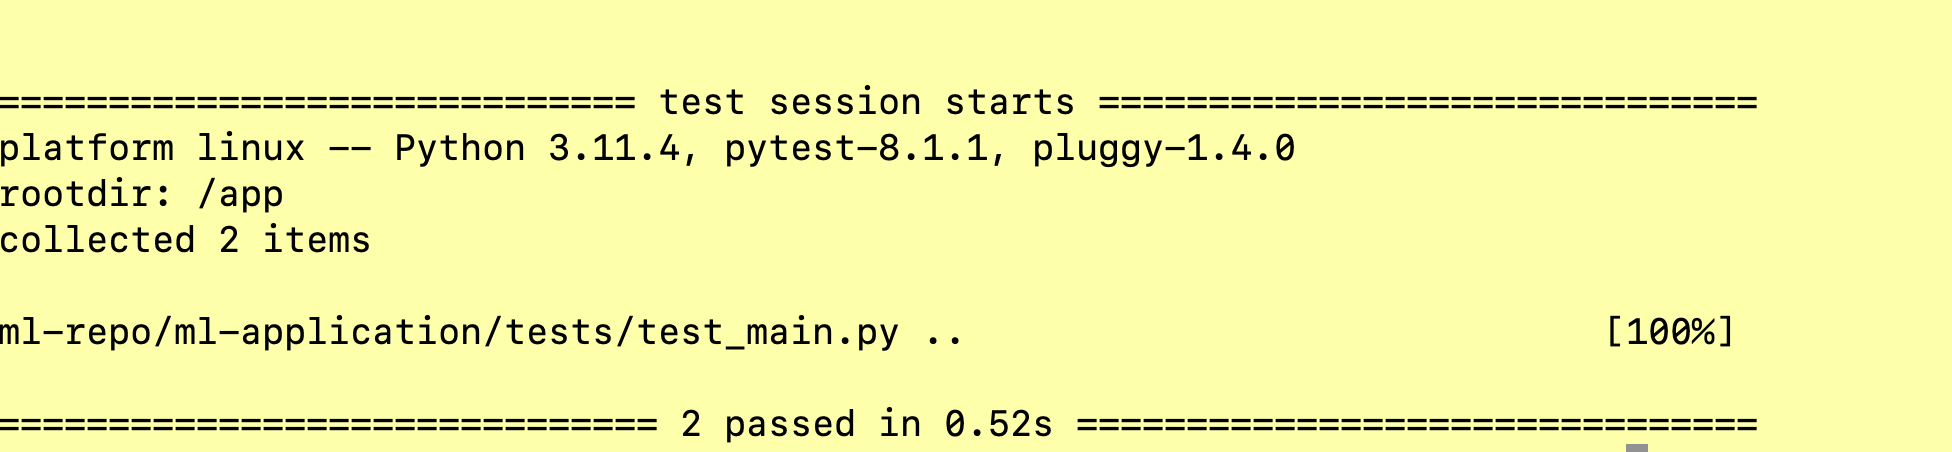 ============================= test session starts ==============================
platform linux -- Python 3.11.4, pytest-8.1.1, pluggy-1.4.0
rootdir: /app
collected 2 items
ml-repo/ml-application/tests/test_main.py .. [100%]
============================== 2 passed in 0.52s ===============================